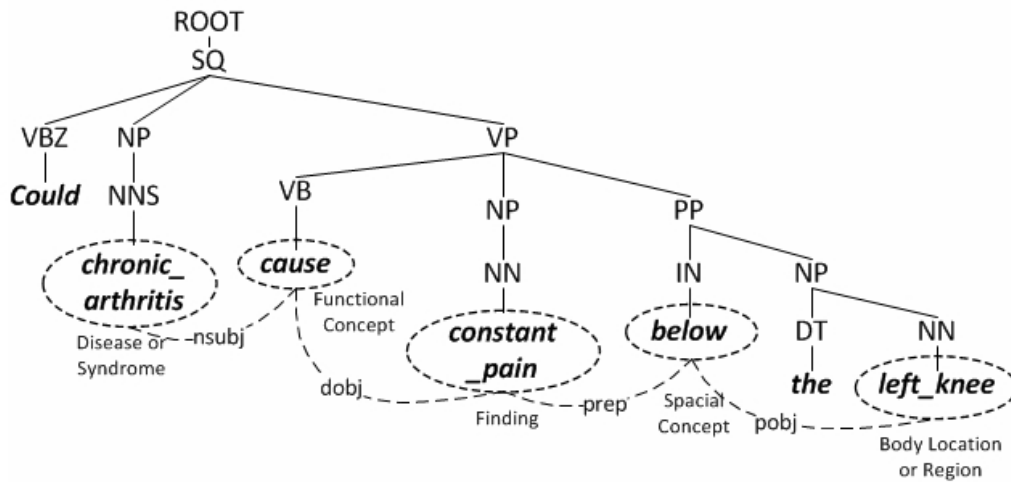 ROOT
SQ
VBZ NP VP
Could NNS VB NP PP
chronic_
arthritis
cause
NN IN NP
Functional
Concept
constant
_pain
below
DT NN
the left_knee
Disease or
Syndrome
nsubj
dobj
Finding
prep
Spacial
Concept
pobj
Body Location
or Region